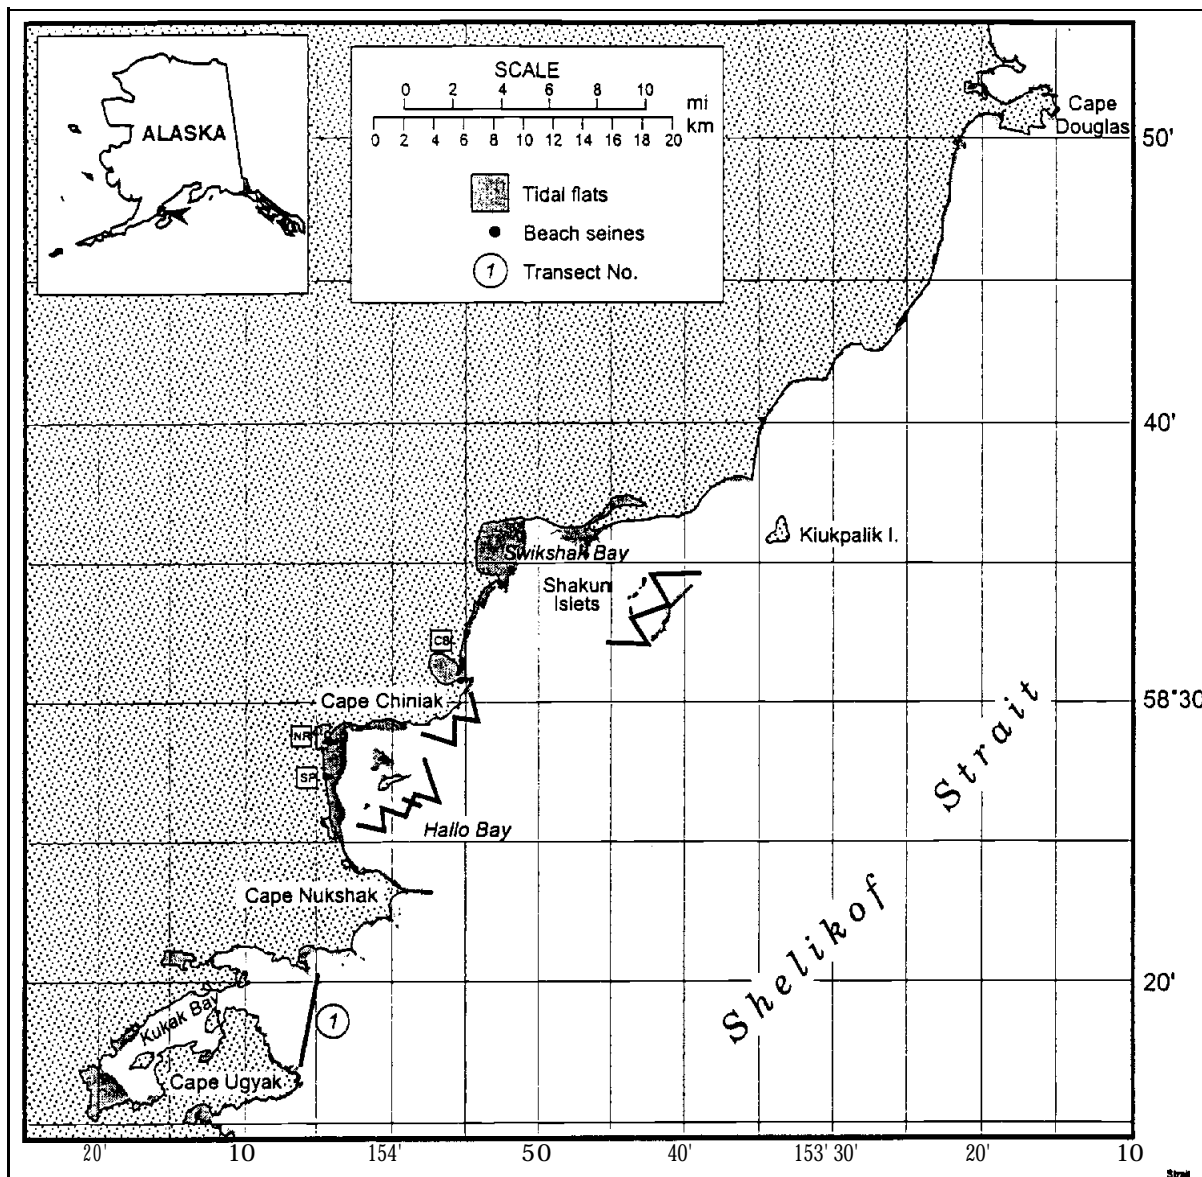 ALASKA
SCALE
0 2 4 6 8 10
mi
0 2 4 6 8 10 12 14 16 18 20
km
Tidal flats
Beach seines
1 Transect No.
Cape
Douglas
50'
40'
Kiukpalik I.
Swikshak Bay
Shakun
Islets
CB
Cape Chiniak
58°30
NR
SR
Hallo Bay
Cape Nukshak
Shelikof Strait
20'
Kukak Bay
1
Cape Ugyak
20' 10 154° 50 40' 153°30' 20' 10
Strait